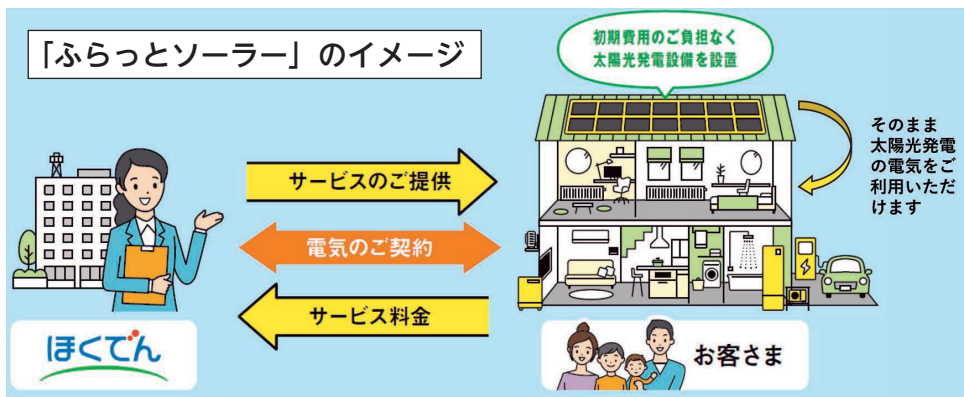 「ふらっとソーラー」のイメージ
初期費用のご負担なく
太陽光発電設備を設置
そのまま
太陽光発電
の電気をご
利用いただ
けます
サービスのご提供
電気のご契約
サービス料金
ほくでん
お客さま